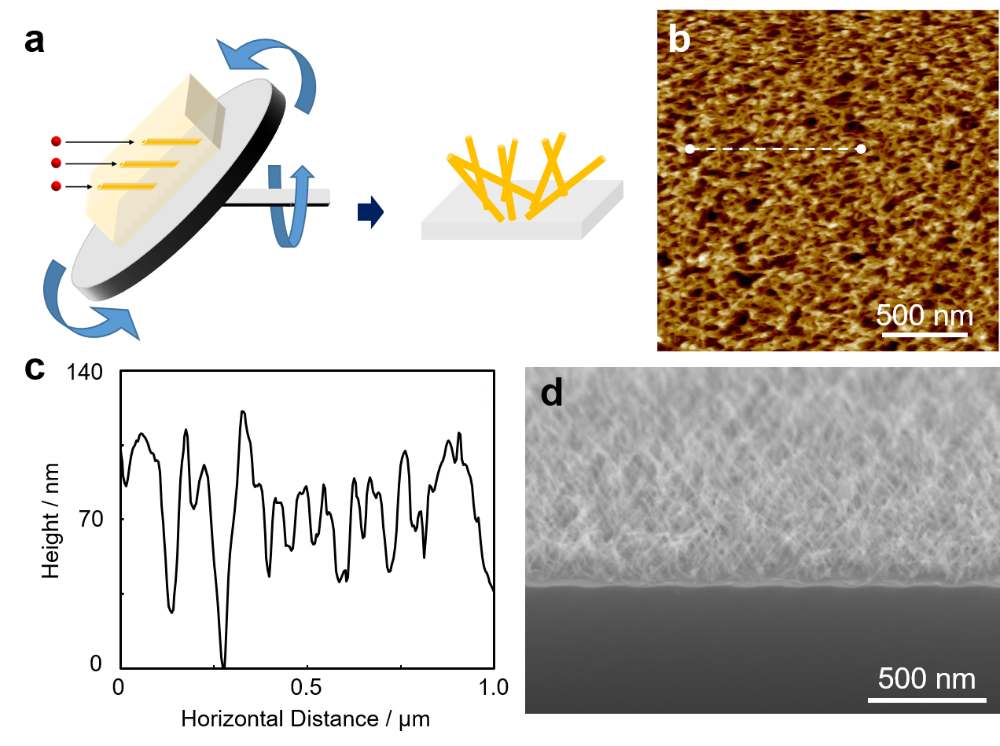 a
b
500 nm
c
140
70
0
Height / nm
0
0.5
1.0
Horizontal Distance / µm
d
500 nm